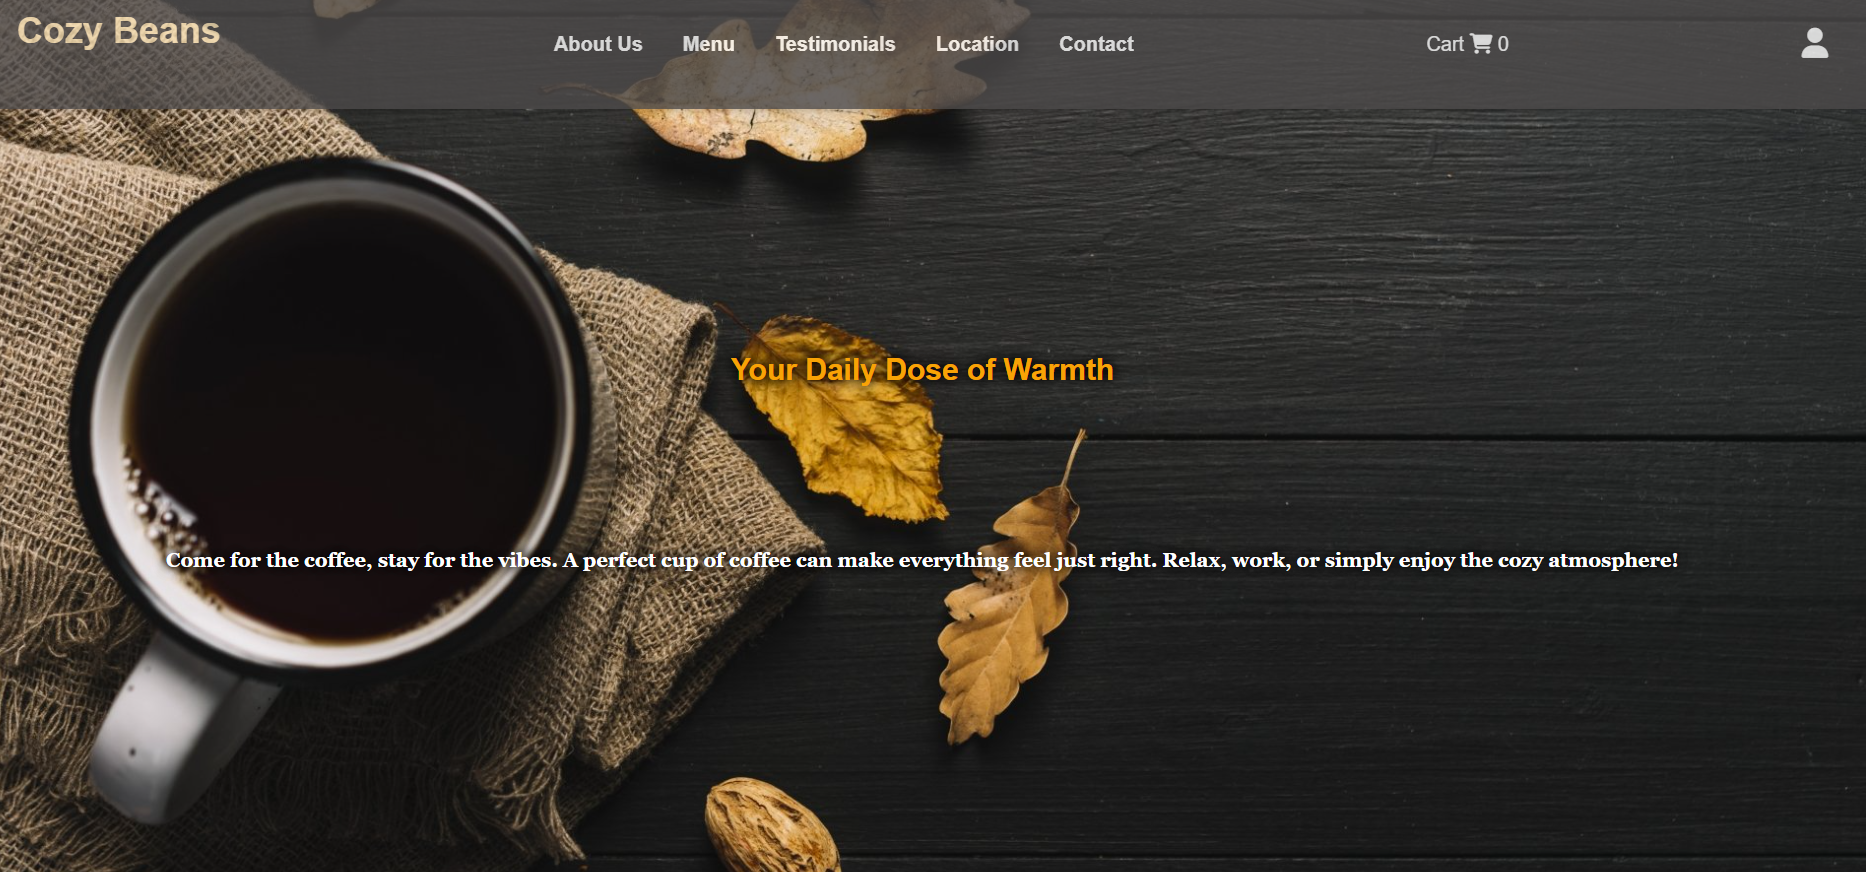 Cozy Beans
About Us Menu Testimonials Location Contact Cart 0
Your Daily Dose of Warmth
Come for the coffee, stay for the vibes. A perfect cup of coffee can make everything feel just right. Relax, work, or simply enjoy the cozy atmosphere!